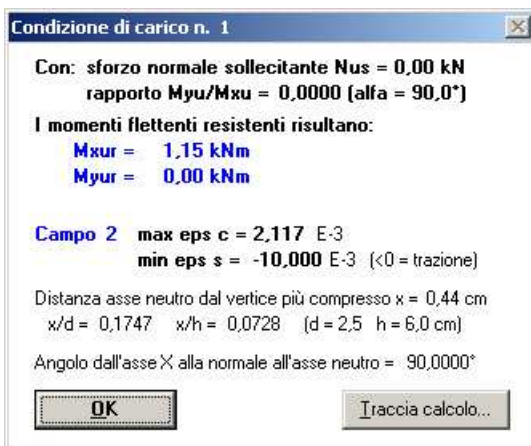 Condizione di carico n. 1
Con: sforzo normale sollecitante Nus = 0,00 kN
rapporto Myu/Mxu = 0,0000 (alfa = 90,0°)
I momenti flettenti resistenti risultano:
Mxur = 1,15 kNm
Myur = 0,00 kNm
Campo 2 max eps c = 2,117 E-3
min eps s = -10,000 E-3 (<0 = trazione)
Distanza asse neutro dal vertice più compresso x = 0,44 cm
x/d = 0,1747 x/h = 0,0728 (d = 2,5 h = 6,0 cm)
Angolo dall'asse X alla normale all'asse neutro = 90,0000°
OK
Traccia calcolo...